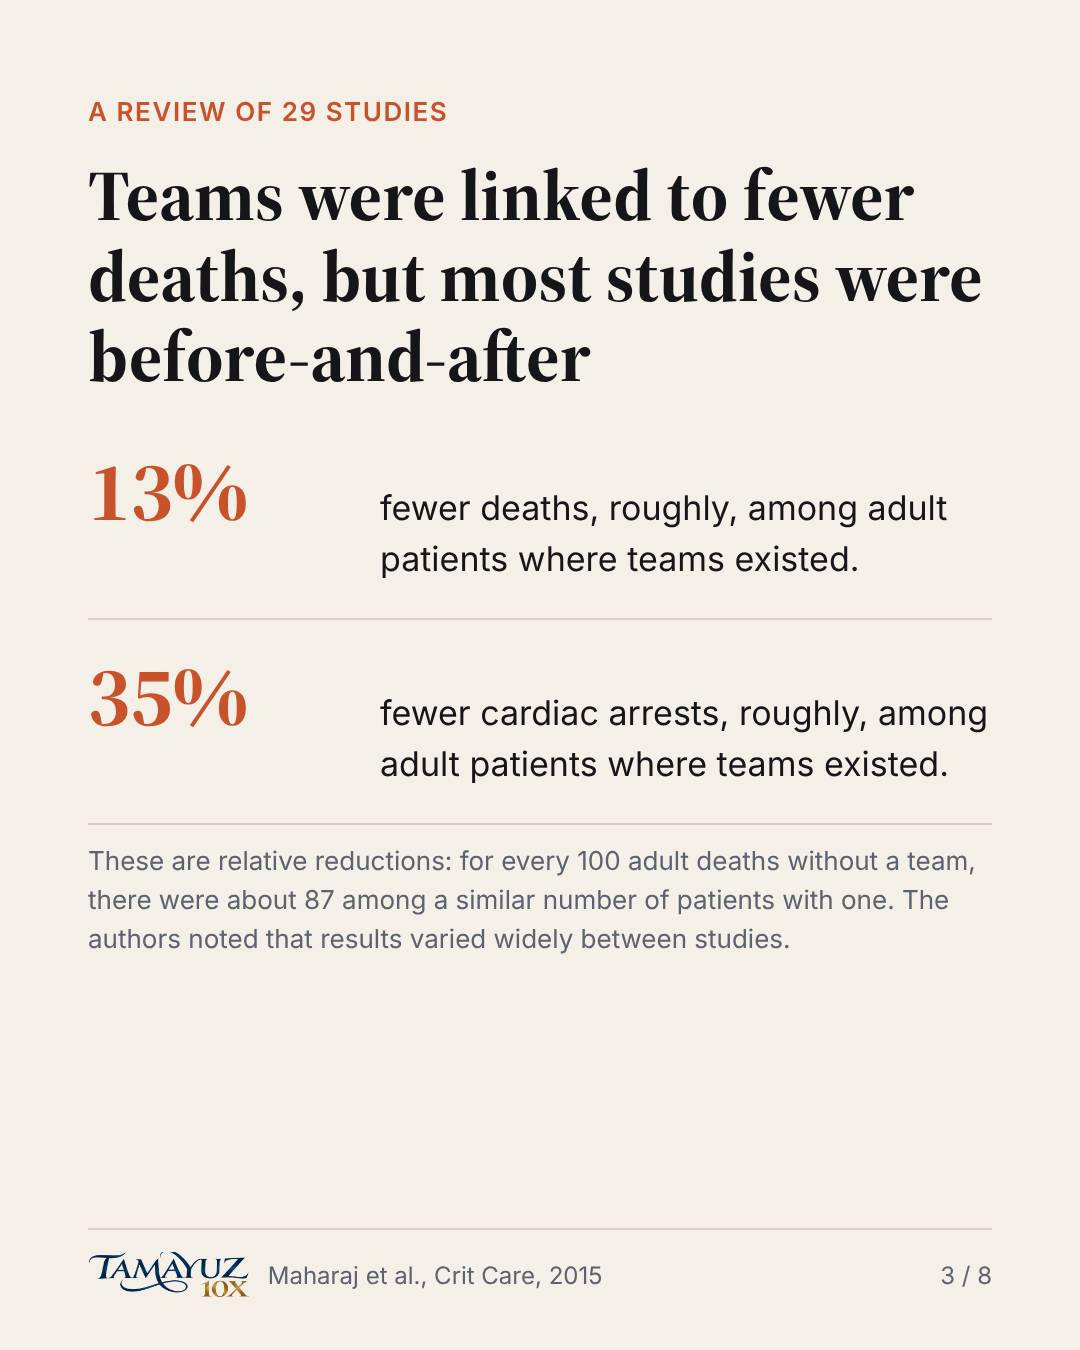 A REVIEW OF 29 STUDIES
Teams were linked to fewer
deaths, but most studies were
before-and-after
13%
fewer deaths, roughly, among adult
patients where teams existed.
35%
fewer cardiac arrests, roughly, among
adult patients where teams existed.
These are relative reductions: for every 100 adult deaths without a team,
there were about 87 among a similar number of patients with one. The
authors noted that results varied widely between studies.
TAMAYUZ
10X
Maharaj et al., Crit Care, 2015
3 / 8